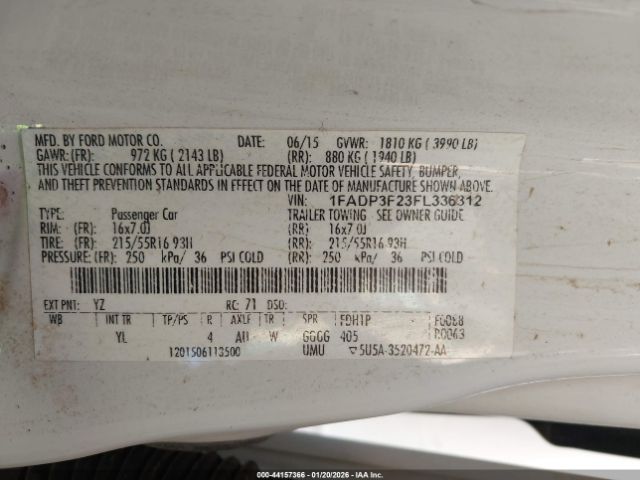 MFD. BY FORD MOTOR CO. DATE: 06/15 GVWR: 1810 KG ( 3990 LB)
GAWR: (FR): 972 KG ( 2143 LB) (RR): 880 KG ( 1940 LB)
THIS VEHICLE CONFORMS TO ALL APPLICABLE FEDERAL MOTOR VEHICLE SAFETY, BUMPER,
AND THEFT PREVENTION STANDARDS IN EFFECT ON THE DATE OF MANUFACTURE SHOWN ABOVE.
VIN: 1FADP3F23FL336312
TYPE: Passenger Car TRAILER TOWING - SEE OWNER GUIDE
RIM: (FR): 16x7.0J (RR): 16x7.0J
TIRE: (FR): 215/55R16 93H (RR): 215/55R16 93H
PRESSURE: (FR): 250 kPa/ 36 PSI COLD (RR): 250 kPa/ 36 PSI COLD
EXT PNT: YZ RC: 71 DSO:
WB INT TR TP/PS R AXLE TR SPR FDH1P F0088
YL 4 W GGGG 405 R0063
1201506113500 UMU ▽5U5A-3520472-AA
000-44157366 - 01/20/2026 - IAA Inc.